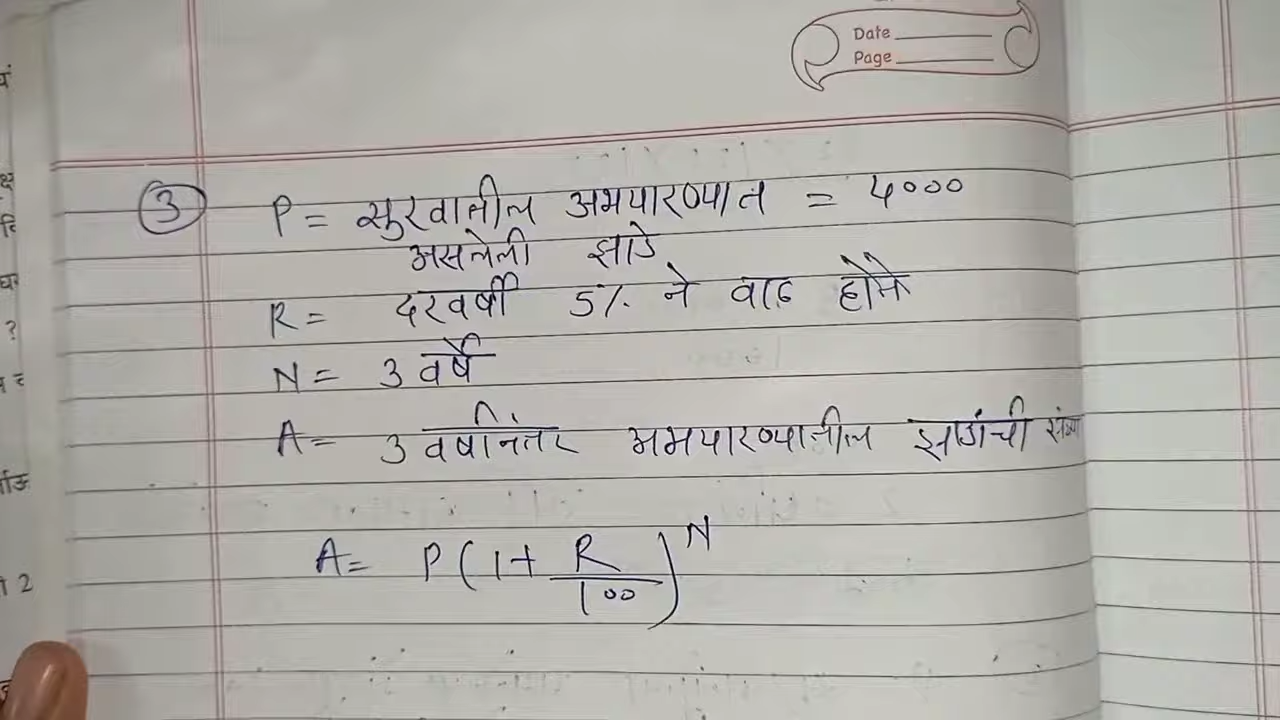 Date
Page
③ P = सुरवातील अभयारण्यात = 4000
असलेली झाडे
R = दरवर्षी 5% ने वाढ होते
N = 3 वर्षे
A = 3 वर्षांनंतर अभयारण्यातील झाडांची
A = P(1+ R/100)^N
?
2